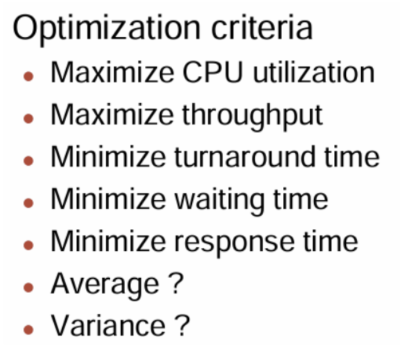 Optimization criteria
• Maximize CPU utilization
• Maximize throughput
• Minimize turnaround time
• Minimize waiting time
• Minimize response time
• Average ?
• Variance ?